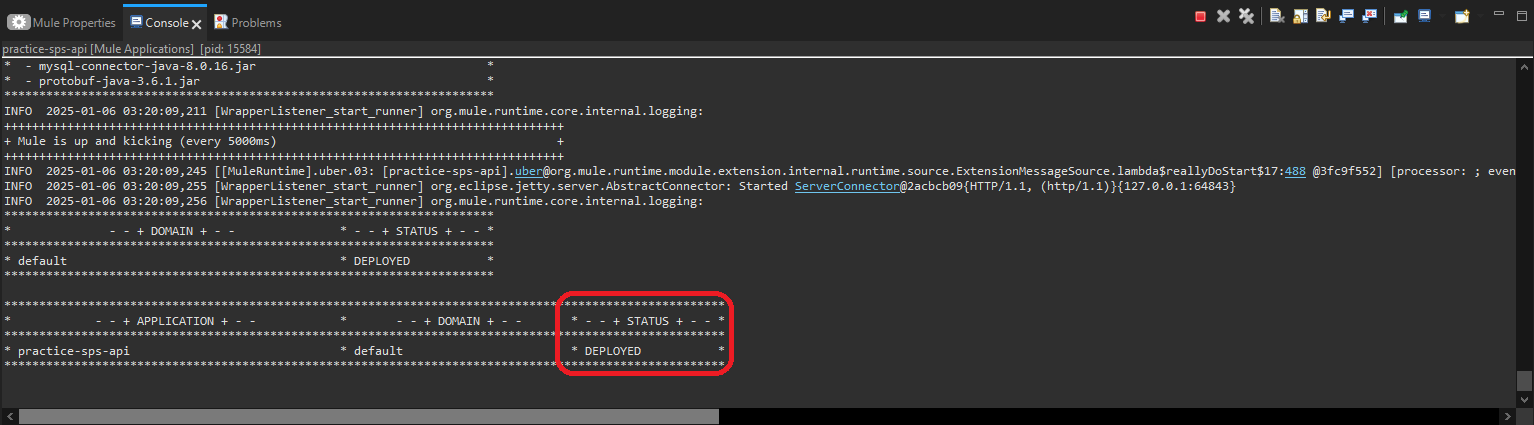 Mule Properties Console Problems
practice-sps-api [Mule Applications] [pid: 15584]
* - mysql-connector-java-8.0.16.jar *
* - protobuf-java-3.6.1.jar *
**********************************************************************
INFO 2025-01-06 03:20:09,211 [WrapperListener_start_runner] org.mule.runtime.core.internal.logging:
++++++++++++++++++++++++++++++++++++++++++++++++++++++++++++++++++++++++++++++++
+ Mule is up and kicking (every 5000ms) +
++++++++++++++++++++++++++++++++++++++++++++++++++++++++++++++++++++++++++++++++
INFO 2025-01-06 03:20:09,245 [[MuleRuntime].uber.03: [practice-sps-api].uber@org.mule.runtime.module.extension.internal.runtime.source.ExtensionMessageSource.lambda$reallyDoStart$17:488 @3fc9f552] [processor: ; even
INFO 2025-01-06 03:20:09,255 [WrapperListener_start_runner] org.eclipse.jetty.server.AbstractConnector: Started ServerConnector@2acbcb09{HTTP/1.1, (http/1.1)}{127.0.0.1:64843}
INFO 2025-01-06 03:20:09,256 [WrapperListener_start_runner] org.mule.runtime.core.internal.logging:
**********************************************************************
* - - + DOMAIN + - - * - - + STATUS + - - *
**********************************************************************
* default * DEPLOYED *
**********************************************************************
*******************************************************************************************************
* - - + APPLICATION + - - * - - + DOMAIN + - - * - - + STATUS + - - *
*******************************************************************************************************
* practice-sps-api * default * DEPLOYED *
*******************************************************************************************************